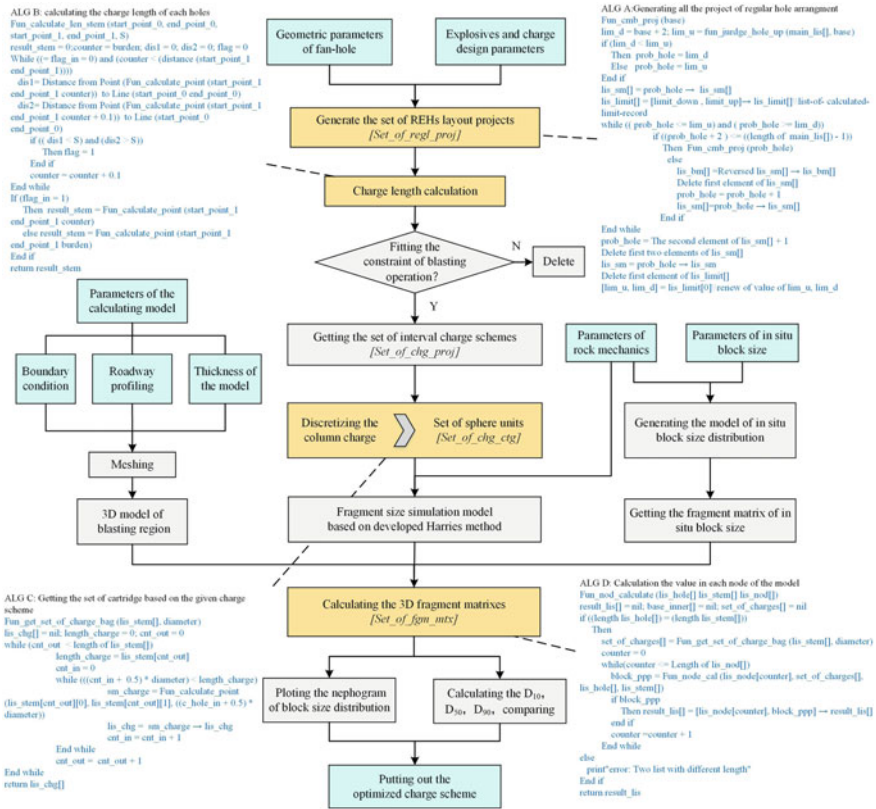 ALG B: calculating the charge length of each holes
Fun_calculate_len_stem (start_point_0, end_point_0,
start_point_1, end_point_1, S)
result_stem = 0;counter = burden; dis1 = 0; dis2 = 0; flag = 0
While ((= flag_in = 0) and (counter < (distance (start_point_1
end_point_1))))
dis1= Distance from Point (Fun_calculate_point (start_point_1
end_point_1 counter)) to Line (start_point_0 end_point_0)
dis2= Distance from Point (Fun_calculate_point (start_point_1
end_point_1 counter + 0.1)) to Line (start_point_0
end_point_0)
if (( dis1 < S) and (dis2 > S))
Then flag = 1
End if
counter = counter + 0.1
End while
If (flag_in = 1)
Then result_stem = Fun_calculate_point (start_point_1
end_point_1 counter)
else result_stem = Fun_calculate_point (start_point_1
end_point_1 burden)
End if
return result_stem
Geometric parameters
of fan-hole
Explosives and charge
design parameters
Generate the set of REHs layout projects
[Set_of_regl_proj]
Charge length calculation
Fitting the
constraint of blasting
operation?
N
Delete
Y
ALG A:Generating all the project of regular hole arrangment
Fun_cmb_proj (base)
lim_d = base + 2; lim_u = fun_jurdge_hole_up (main_lis[], base)
if (lim_d < lim_u)
Then prob_hole = lim_d
Else prob_hole = lim_u
End if
lis_sm[] = prob_hole → lis_sm[]
lis_limit[] = [limit_down , limit_up]→ lis_limit[]\ list-of- calculated-
limit-record
while (( prob_hole <= lim_u) and ( prob_hole >= lim_d))
if ((prob_hole + 2 ) <= ((length of main_lis[]) - 1))
Then Fun_cmb_proj (prob_hole)
else
lis_bm[] =Reversed lis_sm[] → lis_bm[]
Delete first element of lis_sm[]
prob_hole = prob_hole + 1
lis_sm[]=prob_hole → lis_sm[]
End if
End while
prob_hole = The second element of lis_sm[] + 1
Delete first two elements of lis_sm[]
lis_sm = prob_hole → lis_sm
Delete first element of lis_limit[]
[lim_u, lim_d] = lis_limit[0]\ renew of value of lim_u, lim_d
Parameters of the
calculating model
Boundary
condition
Roadway
profiling
Thickness of
the model
Meshing
3D model of
blasting region
Getting the set of interval charge schemes
[Set_of_chg_proj]
Discretizing the
column charge
Set of sphere units
[Set_of_chg_ctg]
Fragment size simulation model
based on developed Harries method
Parameters of
rock mechanics
Parameters of in situ
block size
Generating the model of in situ
block size distribution
Getting the fragment matrix of in
situ block size
Calculating the 3D fragment matrixes
[Set_of_fgm_mtx]
Ploting the nephogram
of block size distribution
Calculating the D10,
D50, D90, comparing
Putting out the
optimized charge scheme
ALG C: Getting the set of cartridge based on the given charge
scheme
Fun_get_set_of_charge_bag (lis_stem[], diameter)
lis_chg[] = nil; length_charge = 0; cnt_out = 0
while (cnt_out < length of lis_stem[])
length_charge = lis_stem[cnt_out]
cnt_in = 0
while (((cnt_in + 0.5) * diameter) < length_charge)
sm_charge = Fun_calculate_point
(lis_stem[cnt_out][0], lis_stem[cnt_out][1], ((c_hole_in + 0.5) *
diameter))
lis_chg = sm_charge → lis_chg
cnt_in = cnt_in + 1
End while
cnt_out = cnt_out + 1
End while
return lis_chg[]
ALG D: Calculation the value in each node of the model
Fun_nod_calculate (lis_hole[] lis_stem[] lis_nod[])
result_lis[] = nil; base_inner[] = nil; set_of_charges[] = nil
if ((length lis_hole[]) = (length lis_stem[]))
Then
set_of_charges[] = Fun_get_set_of_charge_bag (lis_stem[], diameter)
counter = 0
while(counter <= Length of lis_nod[])
block_ppp = Fun_node_cal (lis_node[counter], set_of_charges[],
lis_hole[], lis_stem[])
if block_ppp
Then result_lis[] = [lis_node[counter], block_ppp] → result_lis[]
end if
counter =counter + 1
End while
else
print"error: Two list with different length"
End if
return result_lis